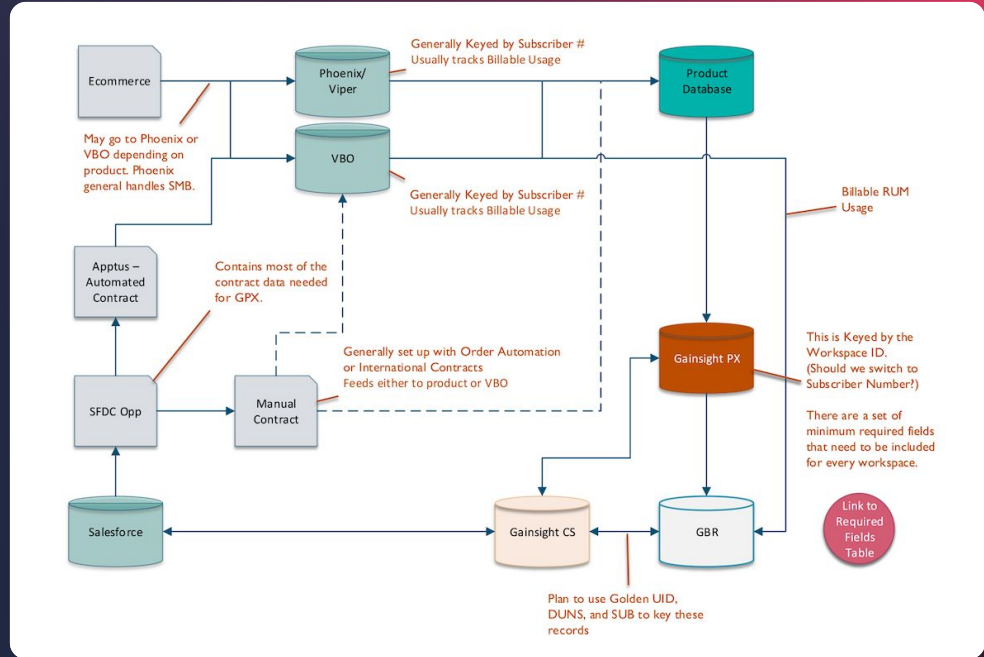 Ecommerce
Phoenix/
Viper
Generally Keyed by Subscriber #
Usually tracks Billable Usage
Product
Database
May go to Phoenix or
VBO depending on
product. Phoenix
general handles SMB.
VBO
Generally Keyed by Subscriber #
Usually tracks Billable Usage
Billable RUM
Usage
Apptus –
Automated
Contract
Contains most of the
contract data needed
for GPX.
Generally set up with Order Automation
or International Contracts
Feeds either to product or VBO
Gainsight PX
This is Keyed by the
Workspace ID.
(Should we switch to
Subscriber Number?)
There are a set of
minimum required fields
that need to be included
for every workspace.
SFDC Opp
Manual
Contract
Salesforce
Gainsight CS
GBR
Link to
Required
Fields
Table
Plan to use Golden UID,
DUNS, and SUB to key these
records